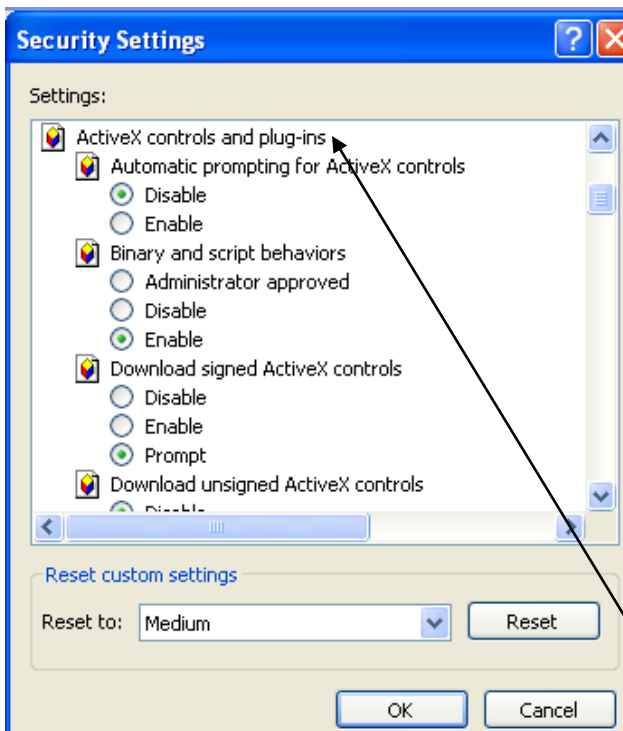 Security Settings
Settings:
ActiveX controls and plug-ins
Automatic prompting for ActiveX controls
Disable
Enable
Binary and script behaviors
Administrator approved
Disable
Enable
Download signed ActiveX controls
Disable
Enable
Prompt
Download unsigned ActiveX controls
Disable
Reset custom settings
Reset to: Medium Reset
OK Cancel